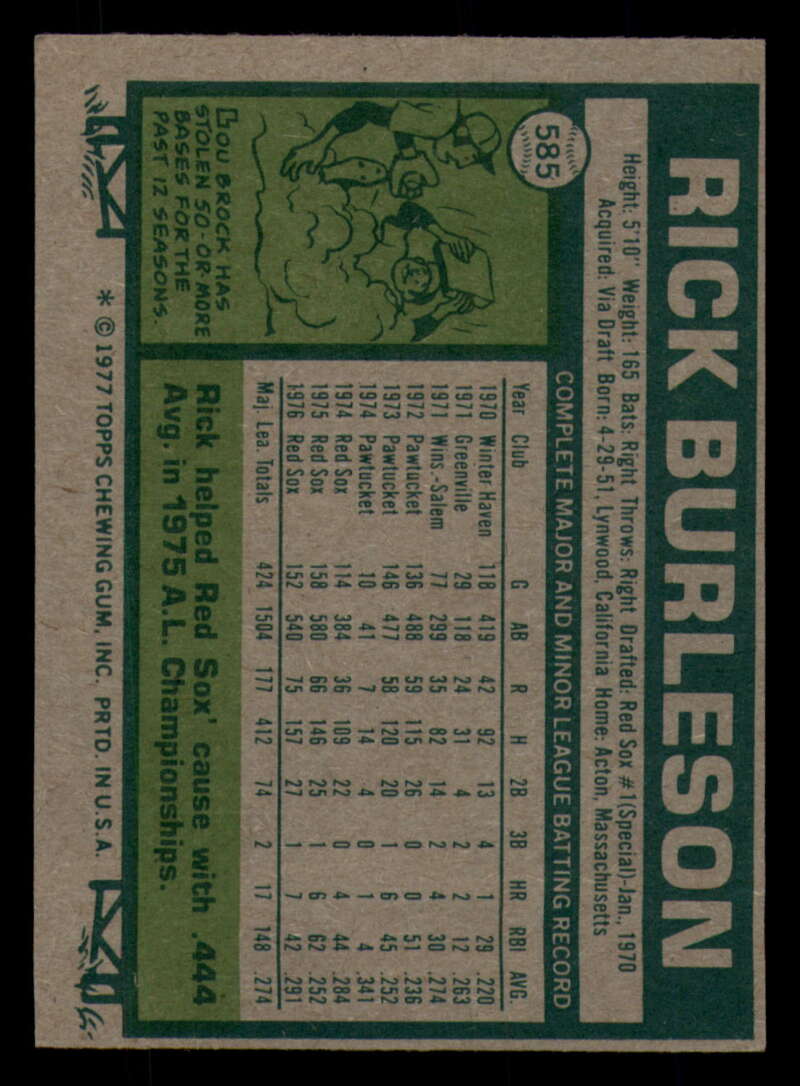 585
RICK BURLESON
Height: 5'10" Weight: 165 Bats: Right Throws: Right Drafted: Red Sox #1(Special)-Jan., 1970
Acquired: Via Draft Born: 4-29-51, Lynwood, California Home: Acton, Massachusetts
COMPLETE MAJOR AND MINOR LEAGUE BATTING RECORD
Year Club G AB R H 2B 3B HR RBI AVG.
1970 Winter Haven 118 419 42 92 13 4 1 29 .220
1971 Greenville 29 118 24 31 4 2 2 12 .263
1971 Wins.-Salem 77 299 35 82 14 2 4 30 .274
1972 Pawtucket 136 488 59 115 26 0 0 51 .236
1973 Pawtucket 146 477 58 120 20 1 6 45 .252
1974 Pawtucket 10 41 7 14 4 0 1 4 .341
1974 Red Sox 114 384 36 109 22 0 4 44 .284
1975 Red Sox 158 580 66 146 25 1 6 62 .252
1976 Red Sox 152 540 75 157 27 1 7 42 .291
Maj. Lea. Totals 424 1504 177 412 74 2 17 148 .274
LOU BROCK HAS
STOLEN 50-OR-MORE
BASES FOR THE
PAST 12 SEASONS.
Rick helped Red Sox' cause with .444
Avg. in 1975 A.L. Championships.
* © 1977 TOPPS CHEWING GUM, INC. PRTD. IN U.S.A.